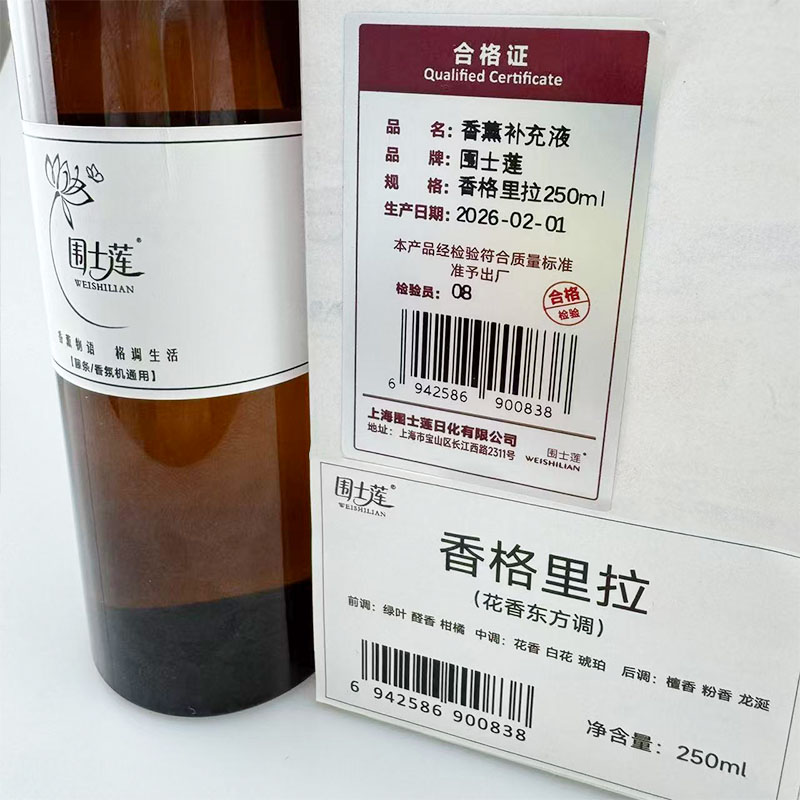 围士莲®
WEISHILIAN
香薰物语 格调生活
【藤条/香氛机通用】
合格证
Qualified Certificate
品 名：香薰补充液
品 牌：围士莲
规 格：香格里拉250ml
生产日期：2026-02-01
本产品经检验符合质量标准
准予出厂
检验员：08
合格
检验
6 942586 900838
上海围士莲日化有限公司
地址：上海市宝山区长江西路2311号
围士莲®
WEISHILIAN
围士莲®
WEISHILIAN
香格里拉
（花香东方调）
前调：绿叶 醛香 柑橘 中调：花香 白花 琥珀 后调：檀香 粉香 龙涎
6 942586 900838
净含量：250ml